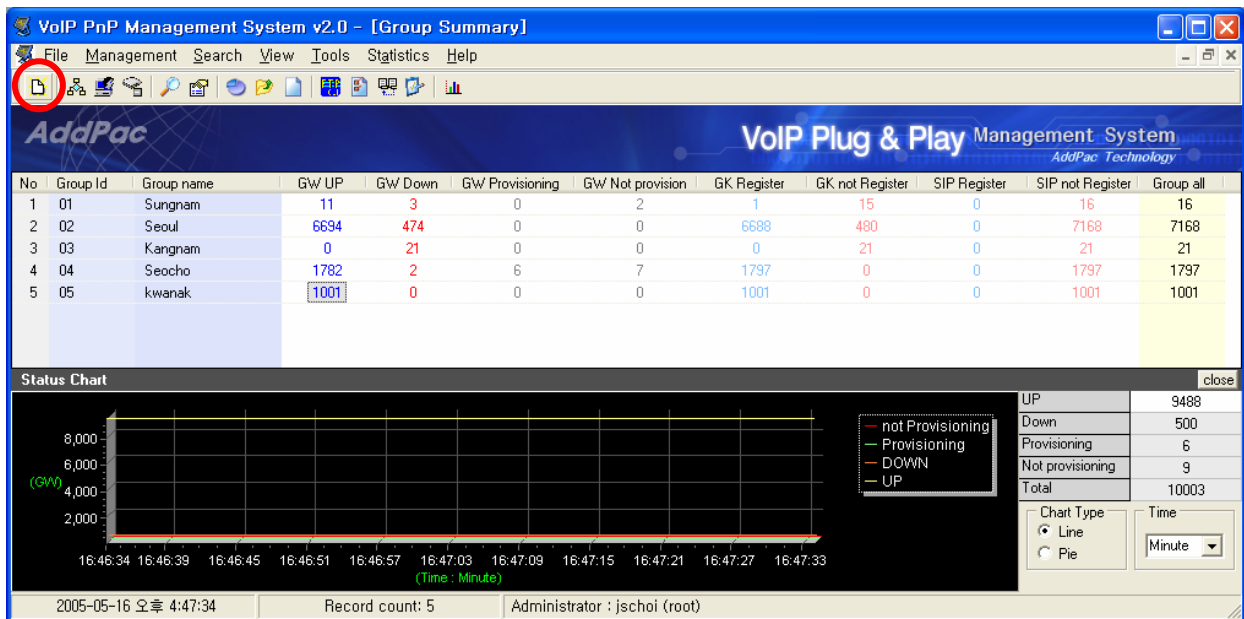 VoIP PnP Management System v2.0 - [Group Summary]
File Management Search View Tools Statistics Help
AddPac
VoIP Plug & Play Management System
AddPac Technology
No Group Id Group name GW UP GW Down GW Provisioning GW Not provision GK Register GK not Register SIP Register SIP not Register Group all
1 01 Sungnam 11 3 0 2 1 15 0 16 16
2 02 Seoul 6694 474 0 0 6688 480 0 7168 7168
3 03 Kangnam 0 21 0 0 0 21 0 21 21
4 04 Seocho 1782 2 6 7 1797 0 0 1797 1797
5 05 kwanak 1001 0 0 0 1001 0 0 1001 1001
Status Chart close
8,000
6,000
(GW) 4,000
2,000
16:46:34 16:46:39 16:46:45 16:46:51 16:46:57 16:47:03 16:47:09 16:47:15 16:47:21 16:47:27 16:47:33
(Time : Minute)
not Provisioning
Provisioning
DOWN
UP
UP 9488
Down 500
Provisioning 6
Not provisioning 9
Total 10003
Chart Type Time
Line
Pie
Minute
2005-05-16 오후 4:47:34 Record count: 5 Administrator : jschoi (root)